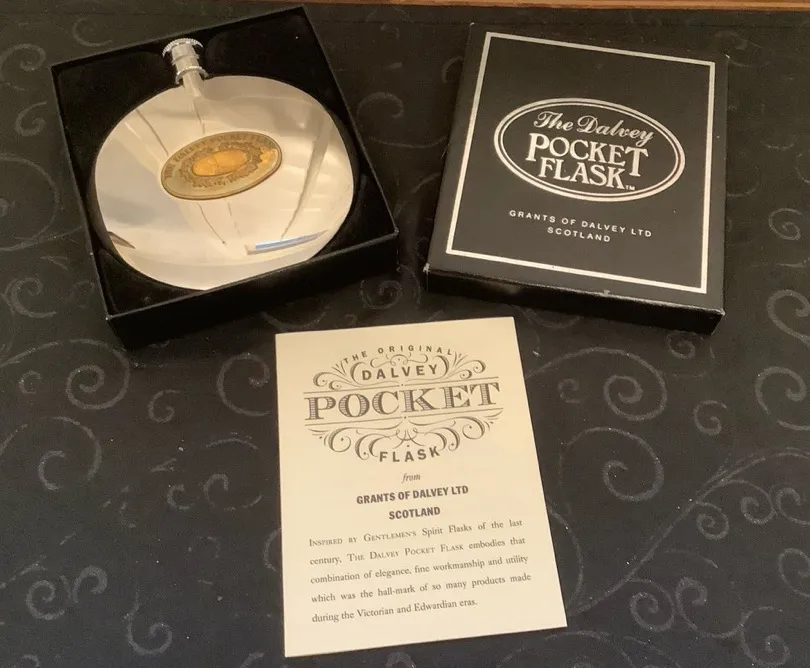 The Dalvey
POCKET
FLASK™
GRANTS OF DALVEY LTD
SCOTLAND
THE ORIGINAL
DALVEY
POCKET
FLASK
from
GRANTS OF DALVEY LTD
SCOTLAND
INSPIRED BY GENTLEMEN'S Spirit Flasks of the last
century, THE DALVEY POCKET FLASK embodies that
combination of elegance, fine workmanship and utility
which was the hall-mark of so many products made
during the Victorian and Edwardian eras.